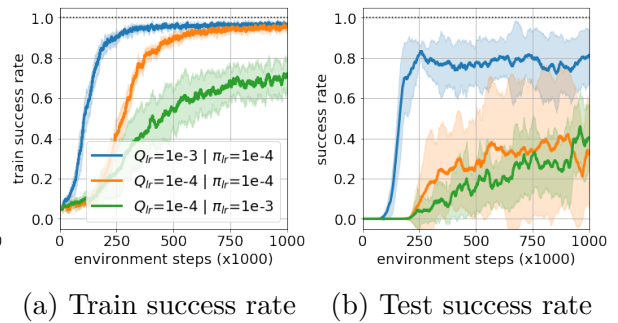 1.0
0.8
0.6
0.4
0.2
0.0
train success rate
Q_lr=1e-3 | π_lr=1e-4
Q_lr=1e-4 | π_lr=1e-4
Q_lr=1e-4 | π_lr=1e-3
0 250 500 750 1000
environment steps (x1000)
(a) Train success rate
1.0
0.8
0.6
0.4
0.2
0.0
success rate
0 250 500 750 1000
environment steps (x1000)
(b) Test success rate